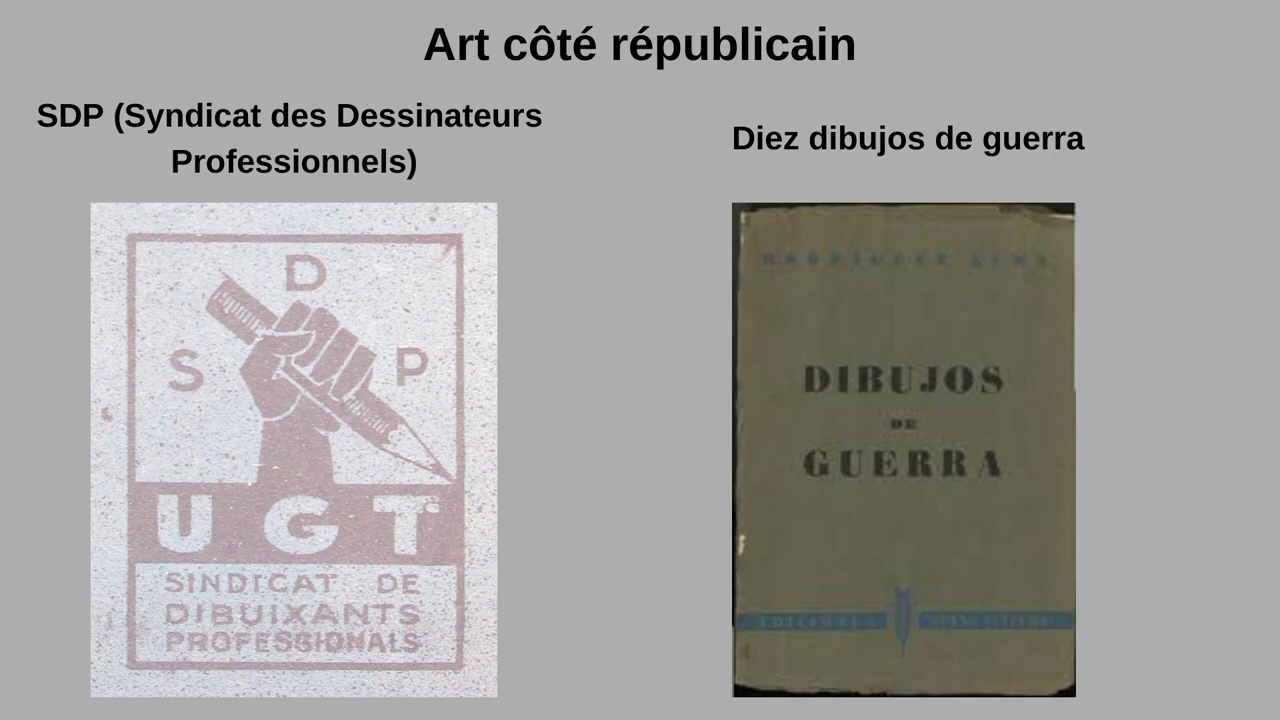 Art côté républicain
SDP (Syndicat des Dessinateurs
Professionnels)
D
S P
UGT
SINDICAT DE
DIBUIXANTS
PROFESSIONALS
Diez dibujos de guerra
DIBUJOS
DE
GUERRA